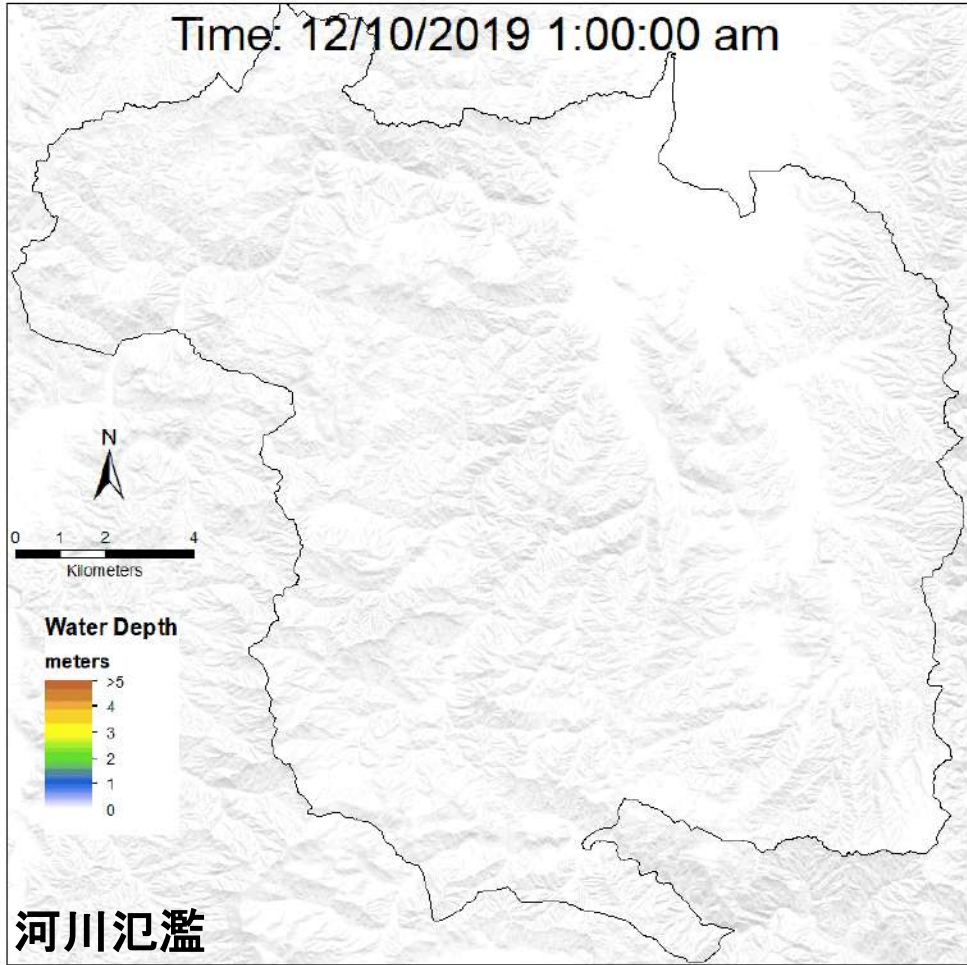 Time: 12/10/2019 1:00:00 am
N
0 1 2 4
Kilometers
Water Depth
meters
>5
4
3
2
1
0
河川氾濫